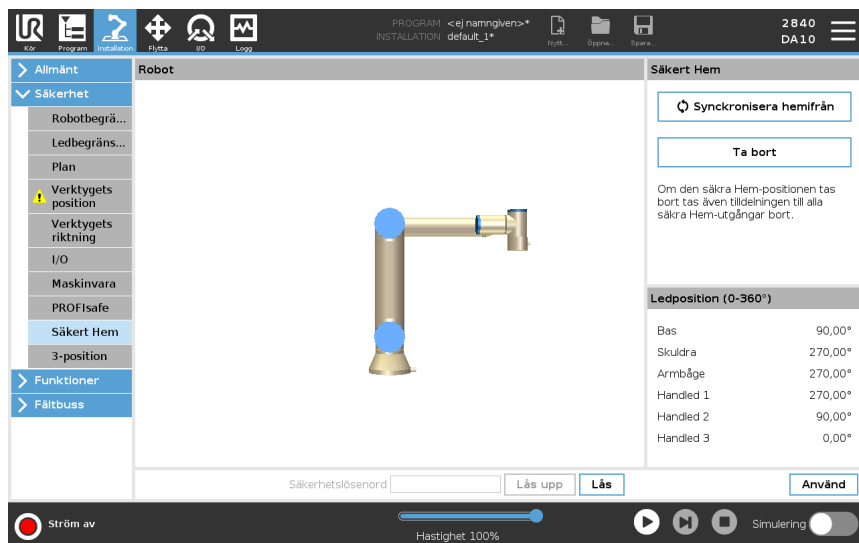 UR
Kör
Program
Installation
Flytta
I/O
Logg
PROGRAM <ej namngiven>*
INSTALLATION default_1*
Nytt...
Öppna...
Spara...
2840
DA10
Allmänt
Säkerhet
Robotbegrä...
Ledbegräns...
Plan
Verktygets
position
Verktygets
riktning
I/O
Maskinvara
PROFIsafe
Säkert Hem
3-position
Funktioner
Fältbuss
Robot
Säkerhetslösenord
Lås upp
Lås
Säkert Hem
Synckronisera hemifrån
Ta bort
Om den säkra Hem-positionen tas
bort tas även tilldelningen till alla
säkra Hem-utgångar bort.
Ledposition (0-360°)
Bas 90,00°
Skuldra 270,00°
Armbåge 270,00°
Handled 1 270,00°
Handled 2 90,00°
Handled 3 0,00°
Använd
Ström av
Hastighet 100%
Simulering